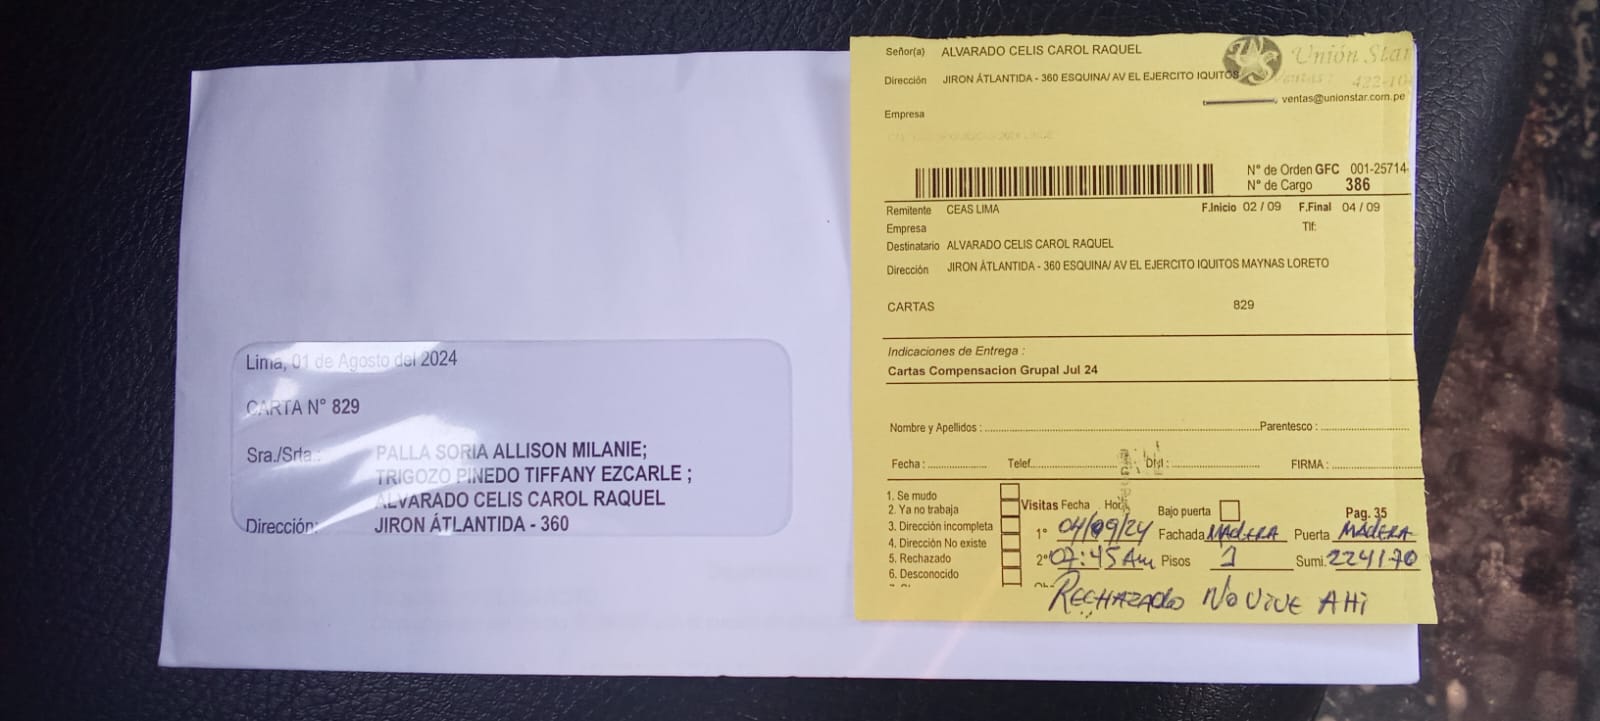 Lima, 01 de Agosto del 2024
CARTA N° 829
Sra./Srta.: PALLA SORIA ALLISON MILANIE;
TRIGOZO PINEDO TIFFANY EZCARLE ;
ALVARADO CELIS CAROL RAQUEL
Dirección: JIRON ÁTLANTIDA - 360
Señor(a) ALVARADO CELIS CAROL RAQUEL
Unión Star
Dirección JIRON ÁTLANTIDA - 360 ESQUINA/ AV EL EJERCITO IQUITOS
Ventas: 422-10
ventas@unionstar.com.pe
Empresa
N° de Orden GFC 001-25714-
N° de Cargo 386
Remitente CEAS LIMA F.Inicio 02 / 09 F.Final 04 / 09
Empresa Tlf:
Destinatario ALVARADO CELIS CAROL RAQUEL
Dirección JIRON ÁTLANTIDA - 360 ESQUINA/ AV EL EJERCITO IQUITOS MAYNAS LORETO
CARTAS 829
Indicaciones de Entrega :
Cartas Compensacion Grupal Jul 24
Nombre y Apellidos : Parentesco :
Fecha : Telef. DNI : FIRMA :
1. Se mudo
2. Ya no trabaja
3. Dirección incompleta
4. Dirección No existe
5. Rechazado
6. Desconocido
Visitas Fecha Hora Bajo puerta Pag. 35
1° 04/09/24 Fachada MADERA Puerta MADERA
2° 07:45 Am Pisos 1 Sumi. 224170
RECHAZADO NO VIVE AHI